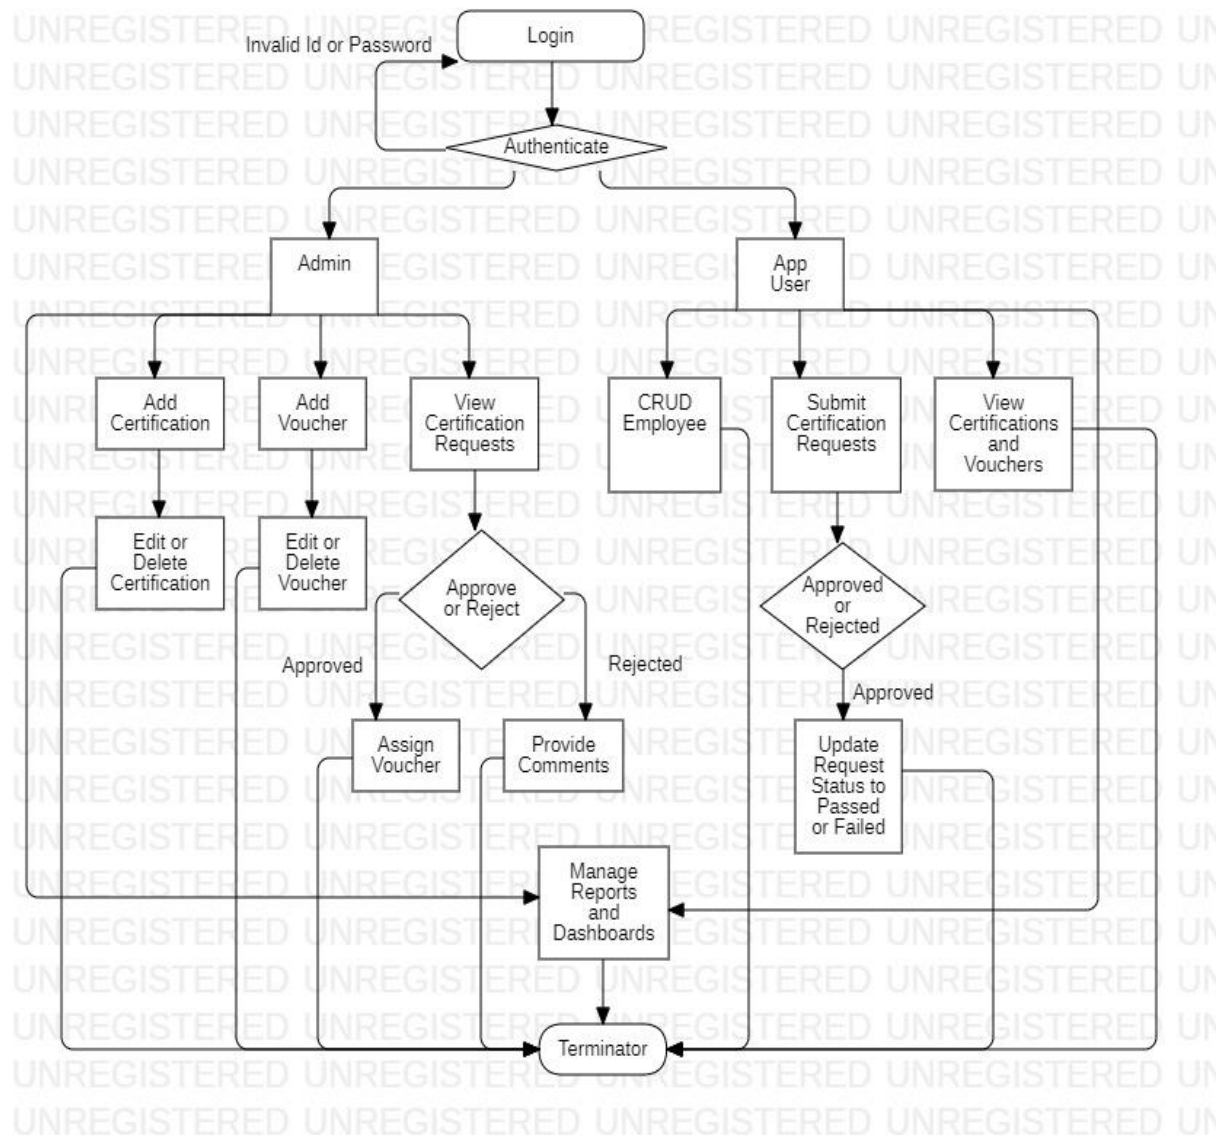 UNREGISTERED UNREGISTERED UNREGISTERED UNREGISTERED UN
Login
Invalid Id or Password
Authenticate
Admin
App
User
Add
Certification
Add
Voucher
View
Certification
Requests
CRUD
Employee
Submit
Certification
Requests
View
Certifications
and
Vouchers
Edit or
Delete
Certification
Edit or
Delete
Voucher
Approve
or Reject
Approved
or
Rejected
Approved
Rejected
Approved
Assign
Voucher
Provide
Comments
Update
Request
Status to
Passed
or Failed
Manage
Reports
and
Dashboards
Terminator